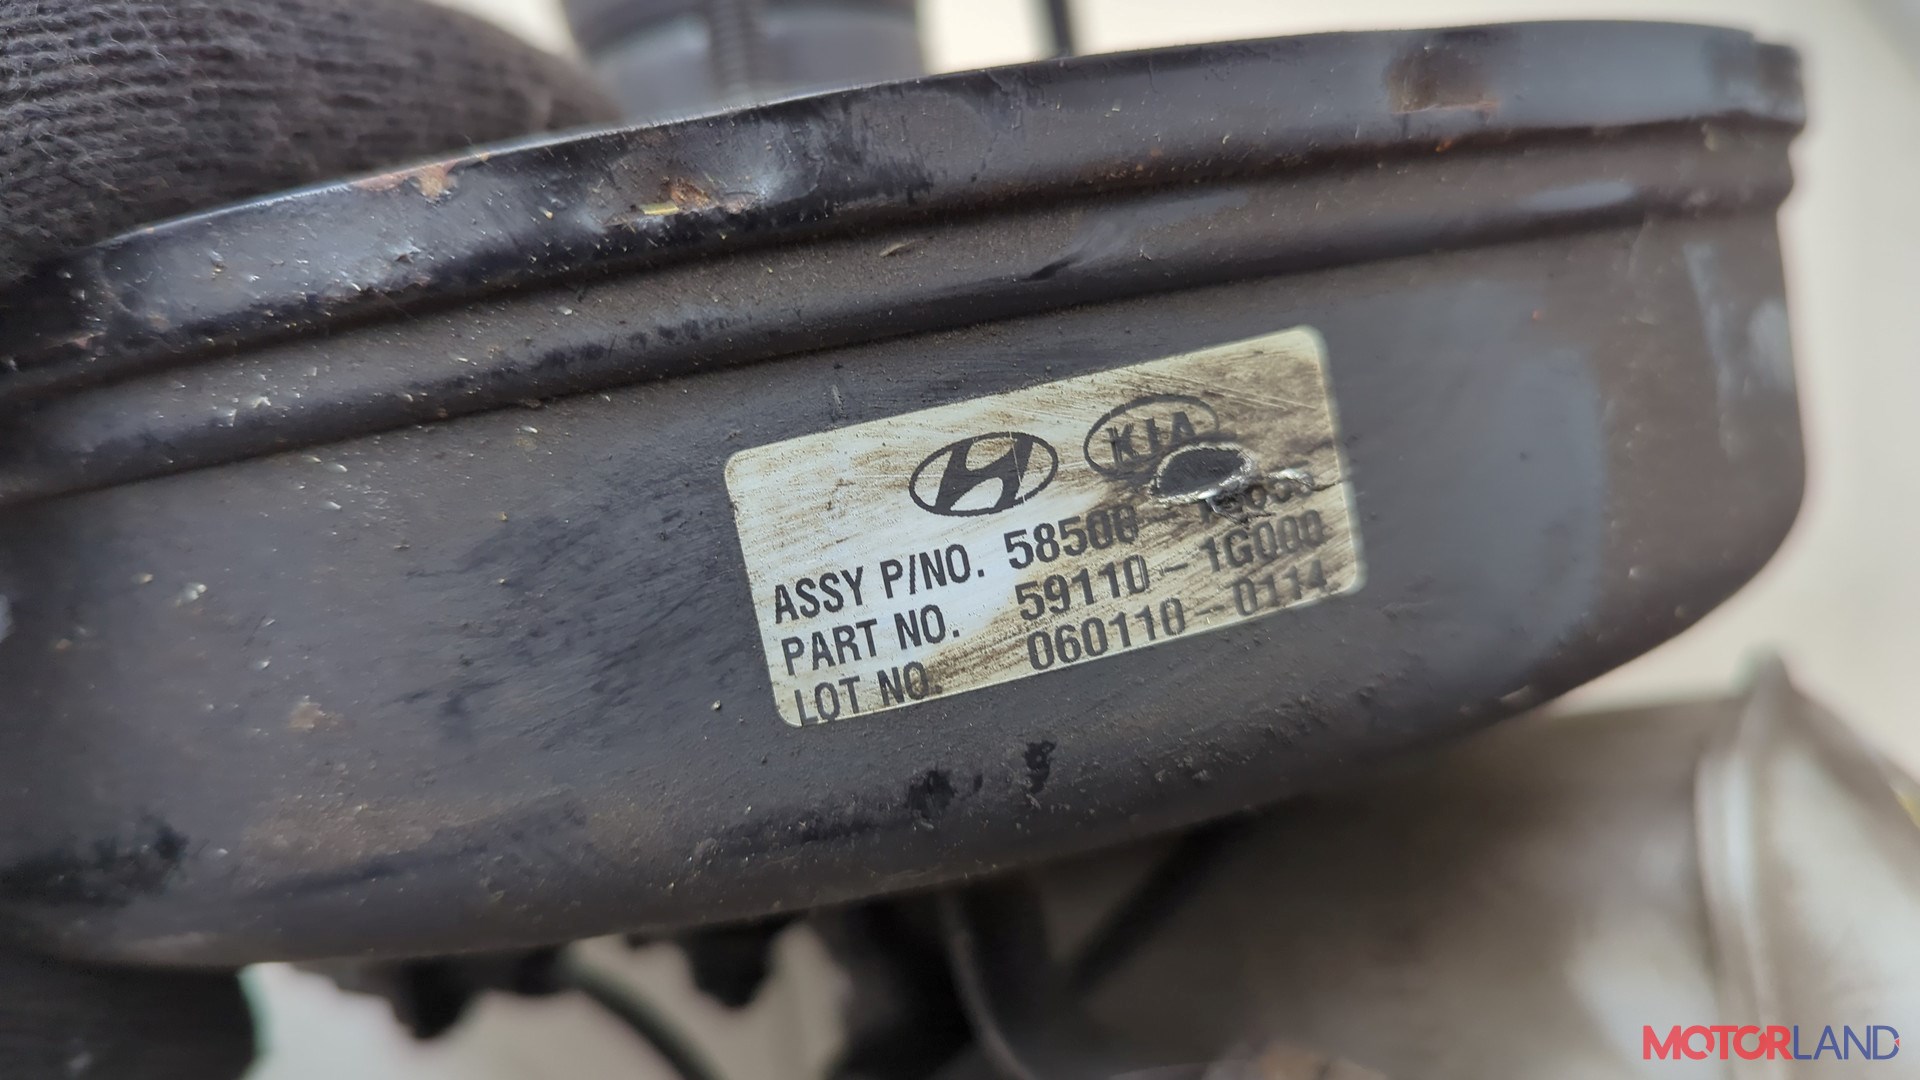 KIA
ASSY P/NO. 58500-
PART NO. 59110-1G000
LOT NO. 060110-0114
MOTORLAND